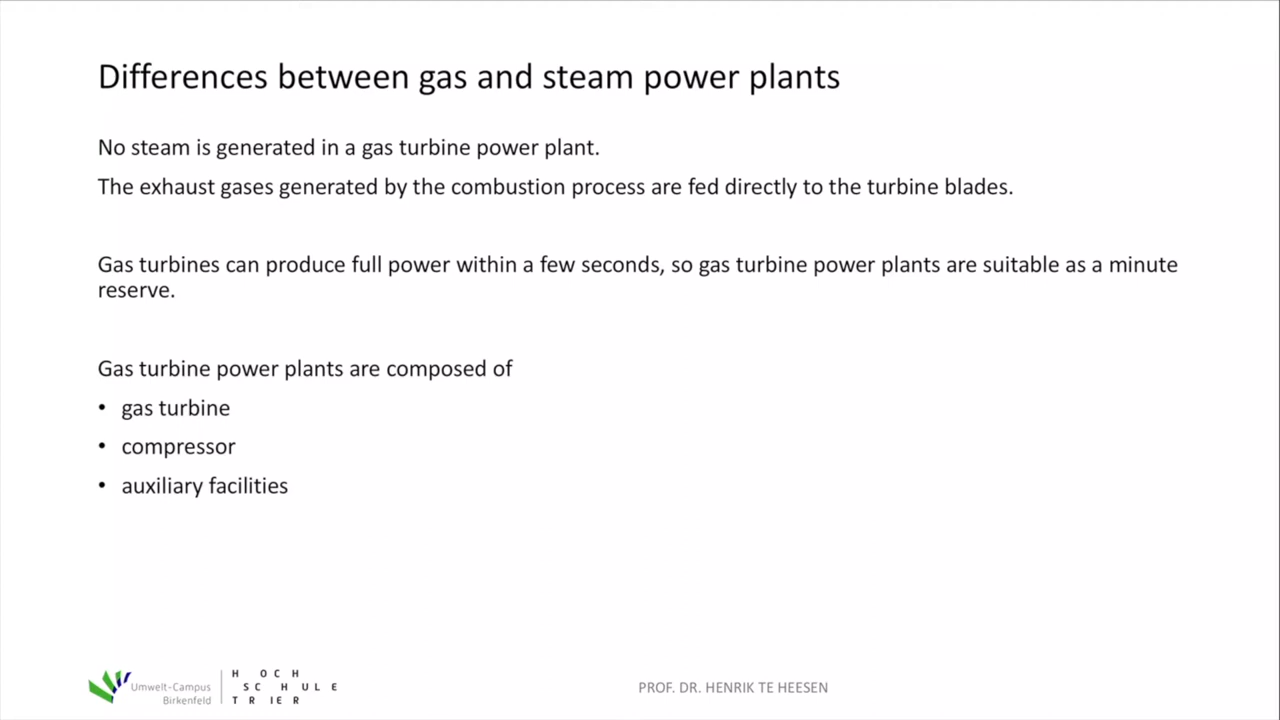 Differences between gas and steam power plants
No steam is generated in a gas turbine power plant.
The exhaust gases generated by the combustion process are fed directly to the turbine blades.
Gas turbines can produce full power within a few seconds, so gas turbine power plants are suitable as a minute
reserve.
Gas turbine power plants are composed of
• gas turbine
• compressor
• auxiliary facilities
Umwelt-Campus
Birkenfeld
HOCH
SCHULE
TRIER
PROF. DR. HENRIK TE HEESEN